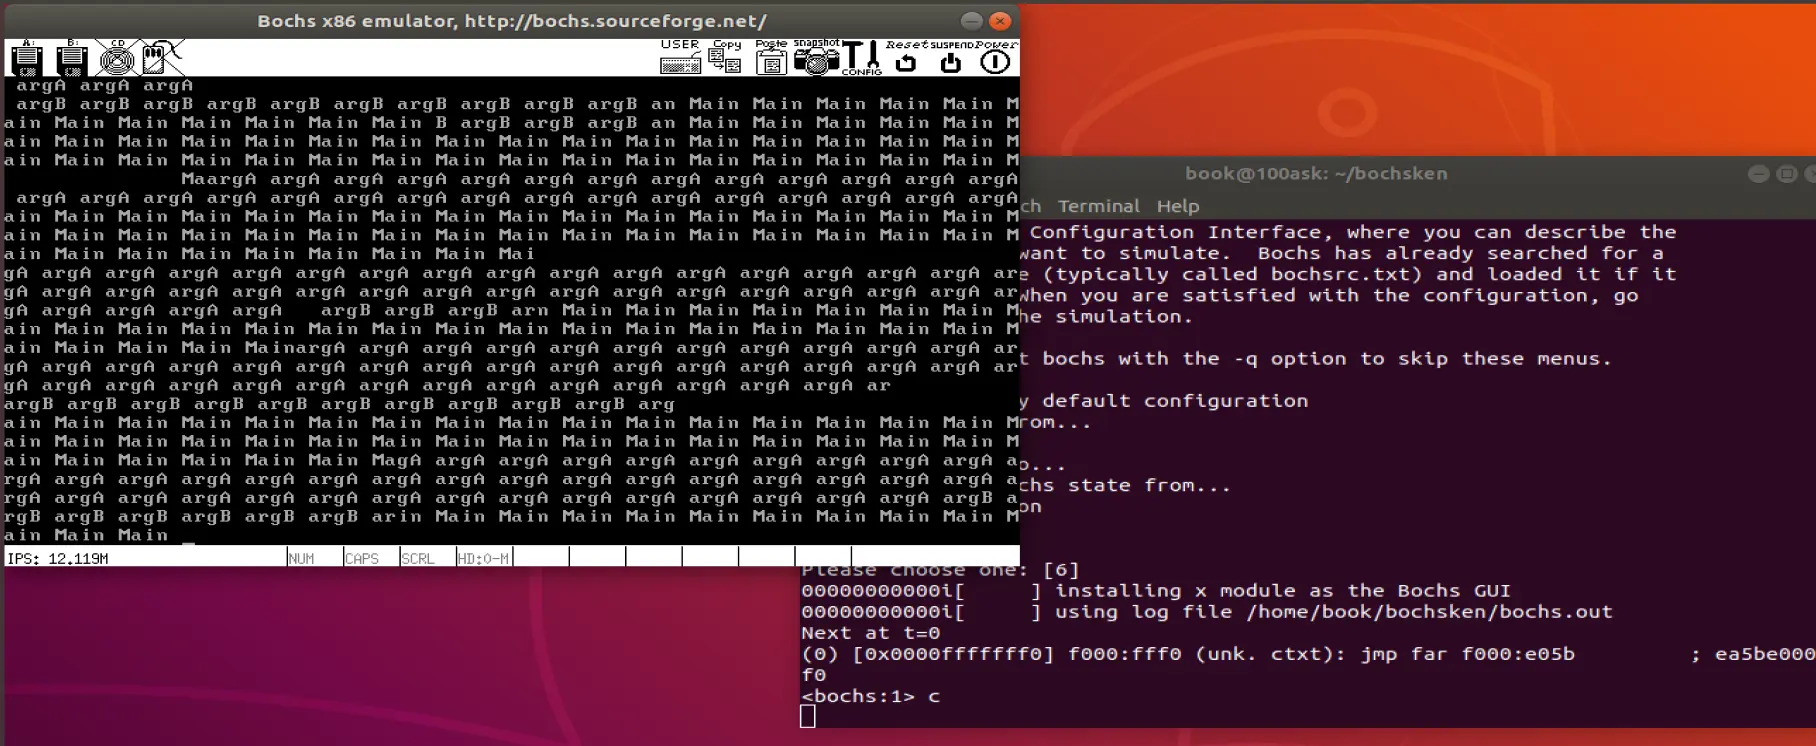 Bochs x86 emulator, http://bochs.sourceforge.net/
A: B: CD USER Copy Paste snapshot CONFIG Reset SUSPEND Power
argA argA argA
argB argB argB argB argB argB argB argB argB argB an Main Main Main Main Main M
ain Main Main Main Main Main Main B argB argB argB an Main Main Main Main Main M
ain Main Main Main Main Main Main Main Main Main Main Main Main Main Main Main M
ain Main Main Main Main Main Main Main Main Main Main Main Main Main Main Main M
MaargA argA argA argA argA argA argA argA argA argA argA argA argA
argA argA argA argA argA argA argA argA argA argA argA argA argA argA argA argA
ain Main Main Main Main Main Main Main Main Main Main Main Main Main Main Main M
ain Main Main Main Main Main Main Main Main Main Main Main Main Main Main Main M
ain Main Main Main Main Main Main Main Mai
gA argA argA argA argA argA argA argA argA argA argA argA argA argA argA argA ar
gA argA argA argA argA argA argA argA argA argA argA argA argA argA argA argA ar
gA argA argA argA argA argB argB argB arn Main Main Main Main Main Main Main M
ain Main Main Main Main Main Main Main Main Main Main Main Main Main Main Main M
ain Main Main Main MainargA argA argA argA argA argA argA argA argA argA argA ar
gA argA argA argA argA argA argA argA argA argA argA argA argA argA argA argA ar
gA argA argA argA argA argA argA argA argA argA argA argA argA argA ar
argB argB argB argB argB argB argB argB argB argB arg
ain Main Main Main Main Main Main Main Main Main Main Main Main Main Main Main M
ain Main Main Main Main Main Main Main Main Main Main Main Main Main Main Main M
ain Main Main Main Main Main MagA argA argA argA argA argA argA argA argA argA a
rgA argA argA argA argA argA argA argA argA argA argA argA argA argA argA argA a
rgA argA argA argA argA argA argA argA argA argA argA argA argA argA argA argB a
rgB argB argB argB argB argB arin Main Main Main Main Main Main Main Main Main M
ain Main Main _
IPS: 12.119M NUM CAPS SCRL HD:0-M
book@100ask: ~/bochsken
ch Terminal Help
Configuration Interface, where you can describe the
want to simulate. Bochs has already searched for a
e (typically called bochsrc.txt) and loaded it if it
When you are satisfied with the configuration, go
he simulation.
t bochs with the -q option to skip these menus.
y default configuration
rom...
o...
chs state from...
on
Please choose one: [6]
00000000000i[ ] installing x module as the Bochs GUI
00000000000i[ ] using log file /home/book/bochsken/bochs.out
Next at t=0
(0) [0x0000fffffff0] f000:fff0 (unk. ctxt): jmp far f000:e05b ; ea5be000
f0
<bochs:1> c